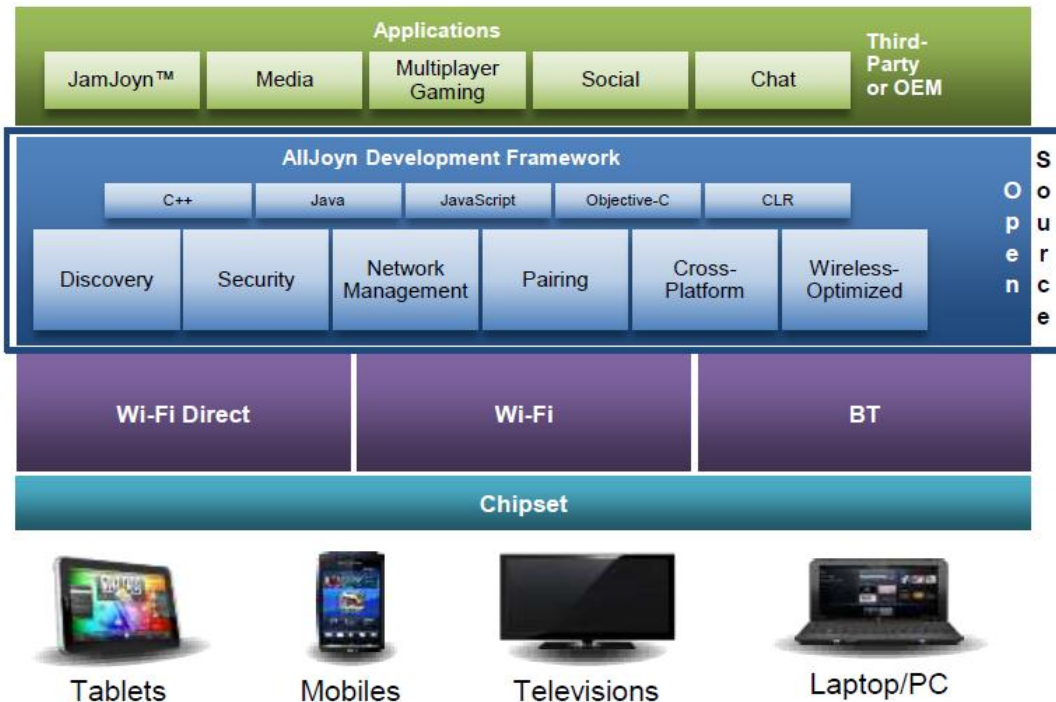 Applications
Third-
Party
or OEM
JamJoyn™
Media
Multiplayer
Gaming
Social
Chat
AllJoyn Development Framework
C++
Java
JavaScript
Objective-C
CLR
Discovery
Security
Network
Management
Pairing
Cross-
Platform
Wireless-
Optimized
Open
Source
Wi-Fi Direct
Wi-Fi
BT
Chipset
Tablets
Mobiles
Televisions
Laptop/PC